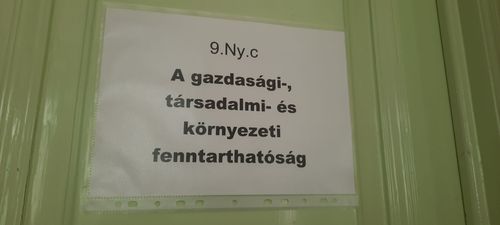 9.Ny.c
A gazdasági-,
társadalmi- és
környezeti
fenntarthatóság